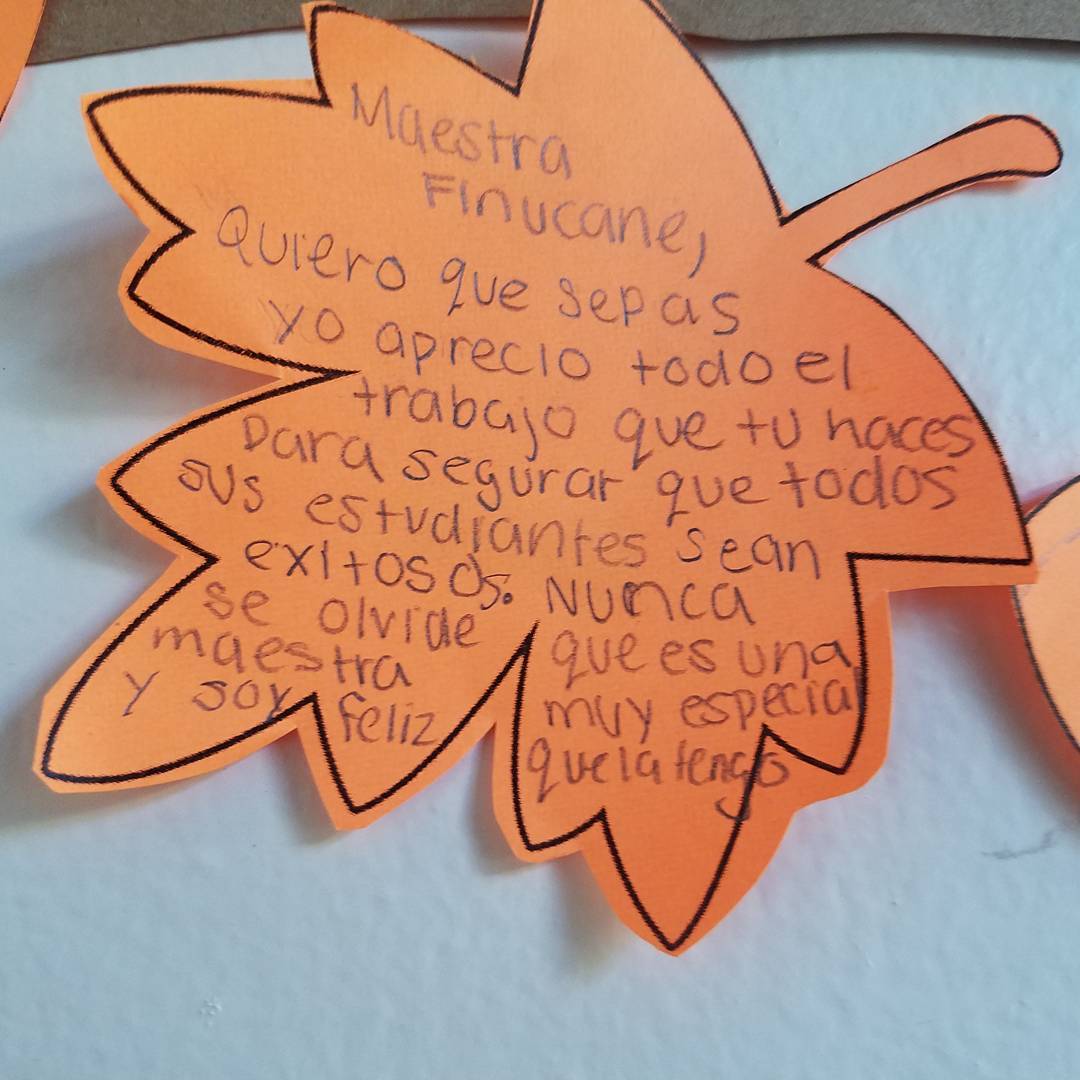 Maestra
Finucane,
Quiero que sepas
yo aprecio todo el
trabajo que tu haces
para segurar que todos
sus estudiantes sean
exitosos. Nunca
se olvide que es una
maestra muy especial
y soy feliz que la tengo